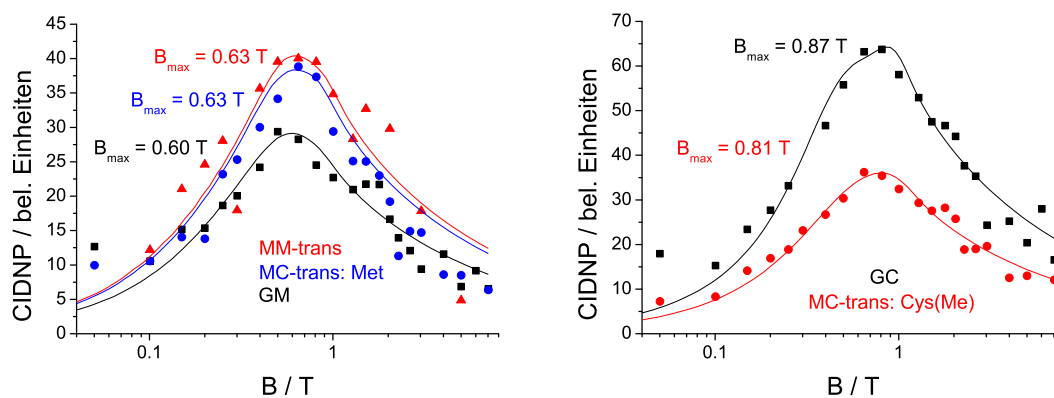 CIDNP / bel. Einheiten
45
40
35
30
25
20
15
10
5
0
B_max = 0.63 T
B_max = 0.63 T
B_max = 0.60 T
MM-trans
MC-trans: Met
GM
0.1 1
B / T
CIDNP / bel. Einheiten
70
60
50
40
30
20
10
0
B_max = 0.87 T
B_max = 0.81 T
GC
MC-trans: Cys(Me)
0.1 1
B / T